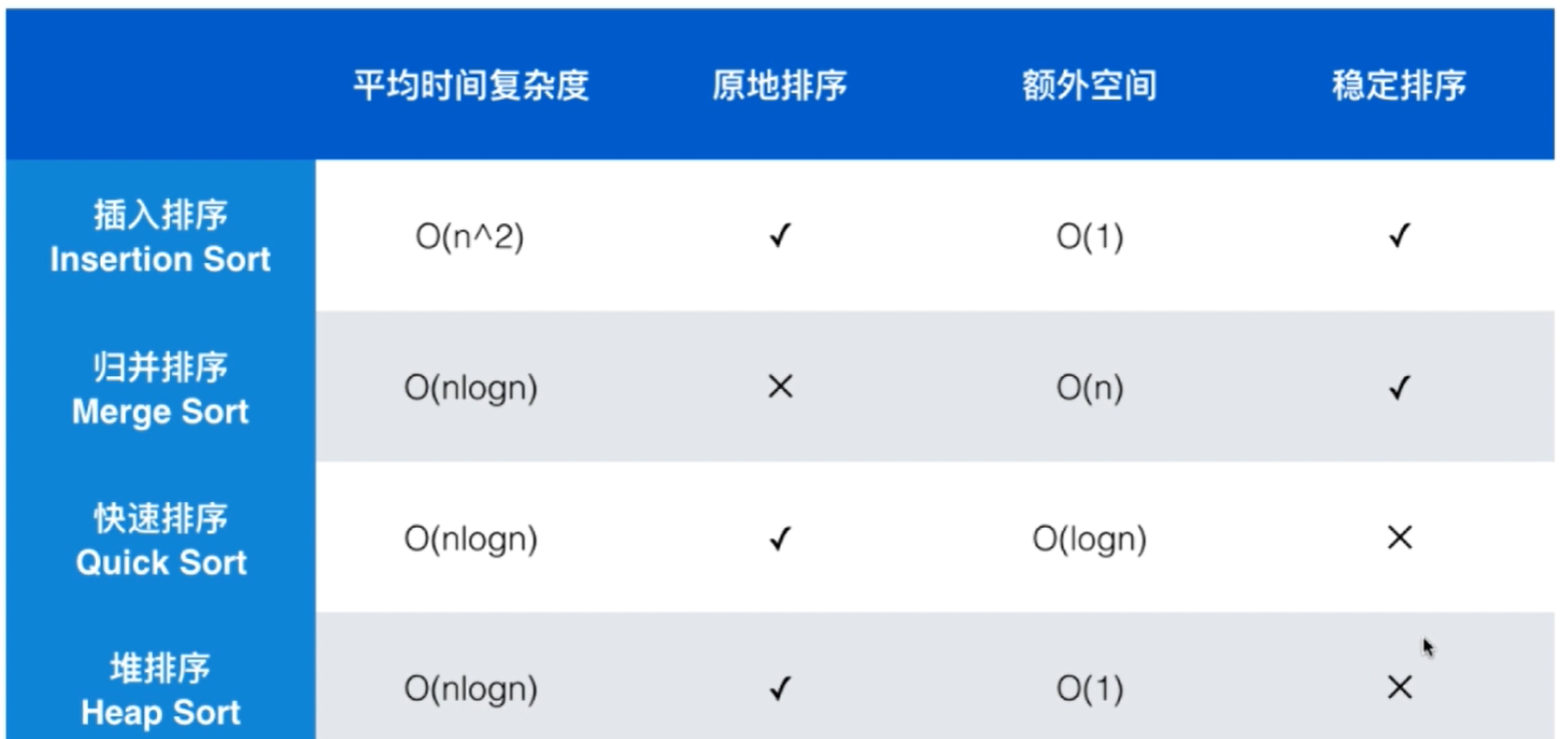 平均时间复杂度 原地排序 额外空间 稳定排序
插入排序
Insertion Sort O(n^2) ✓ O(1) ✓
归并排序
Merge Sort O(nlogn) ✕ O(n) ✓
快速排序
Quick Sort O(nlogn) ✓ O(logn) ✕
堆排序
Heap Sort O(nlogn) ✓ O(1) ✕